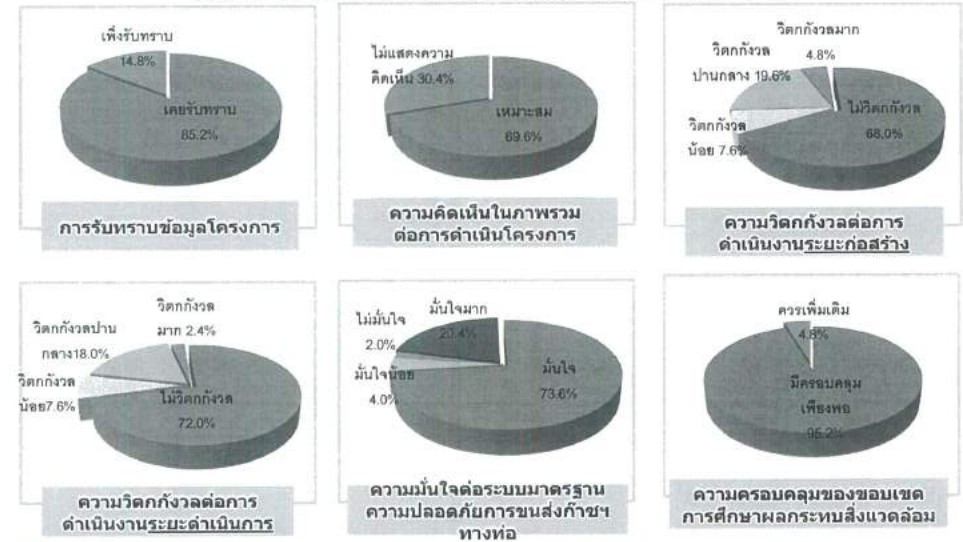 เพิ่งรับทราบ
14.8%
เคยรับทราบ
85.2%
การรับทราบข้อมูลโครงการ
ไม่แสดงความ
คิดเห็น 30.4%
เหมาะสม
69.6%
ความคิดเห็นในภาพรวม
ต่อการดำเนินโครงการ
วิตกกังวลมาก
4.8%
วิตกกังวล
ปานกลาง 19.6%
วิตกกังวล
น้อย 7.6%
ไม่วิตกกังวล
68.0%
ความวิตกกังวลต่อการ
ดำเนินงานระยะก่อสร้าง
วิตกกังวล
มาก 2.4%
วิตกกังวลปาน
กลาง18.0%
วิตกกังวล
น้อย7.6%
ไม่วิตกกังวล
72.0%
ความวิตกกังวลต่อการ
ดำเนินงานระยะดำเนินการ
มั่นใจมาก
20.4%
ไม่มั่นใจ
2.0%
มั่นใจน้อย
4.0%
มั่นใจ
73.6%
ความมั่นใจต่อระบบมาตรฐาน
ความปลอดภัยการขนส่งก๊าซฯ
ทางท่อ
ควรเพิ่มเติม
4.8%
มีครอบคลุม
เพียงพอ
95.2%
ความครอบคลุมของขอบเขต
การศึกษาผลกระทบสิ่งแวดล้อม